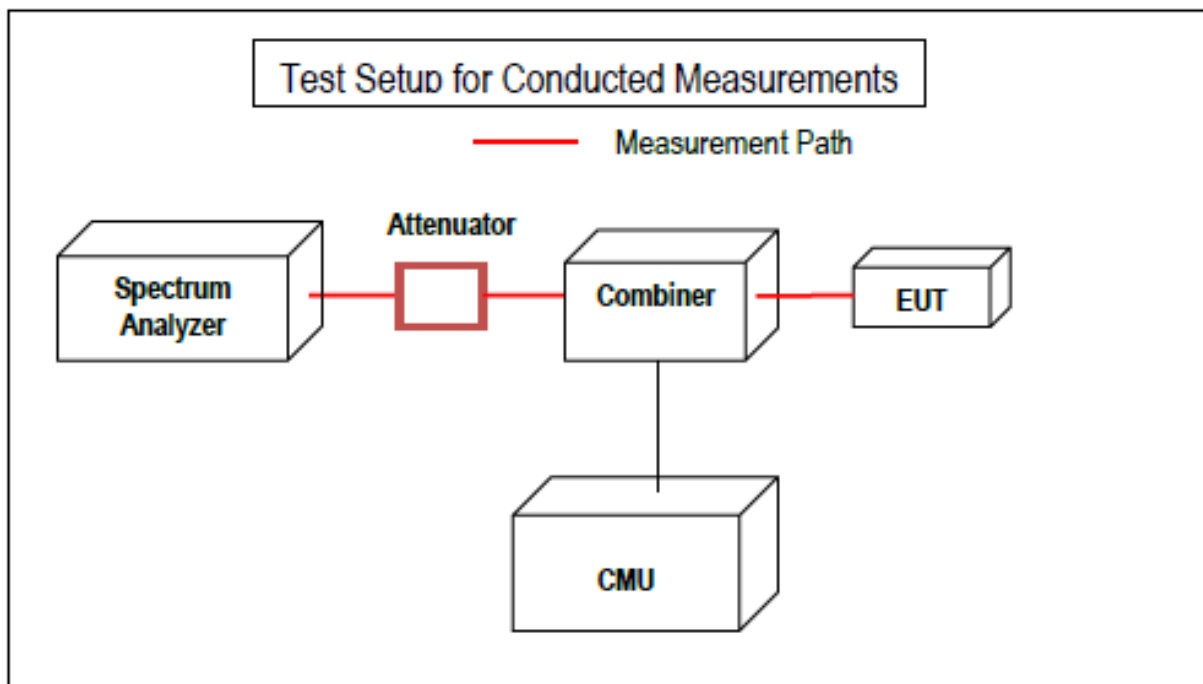 Test Setup for Conducted Measurements
Measurement Path
Attenuator
Spectrum
Analyzer
Combiner
EUT
CMU